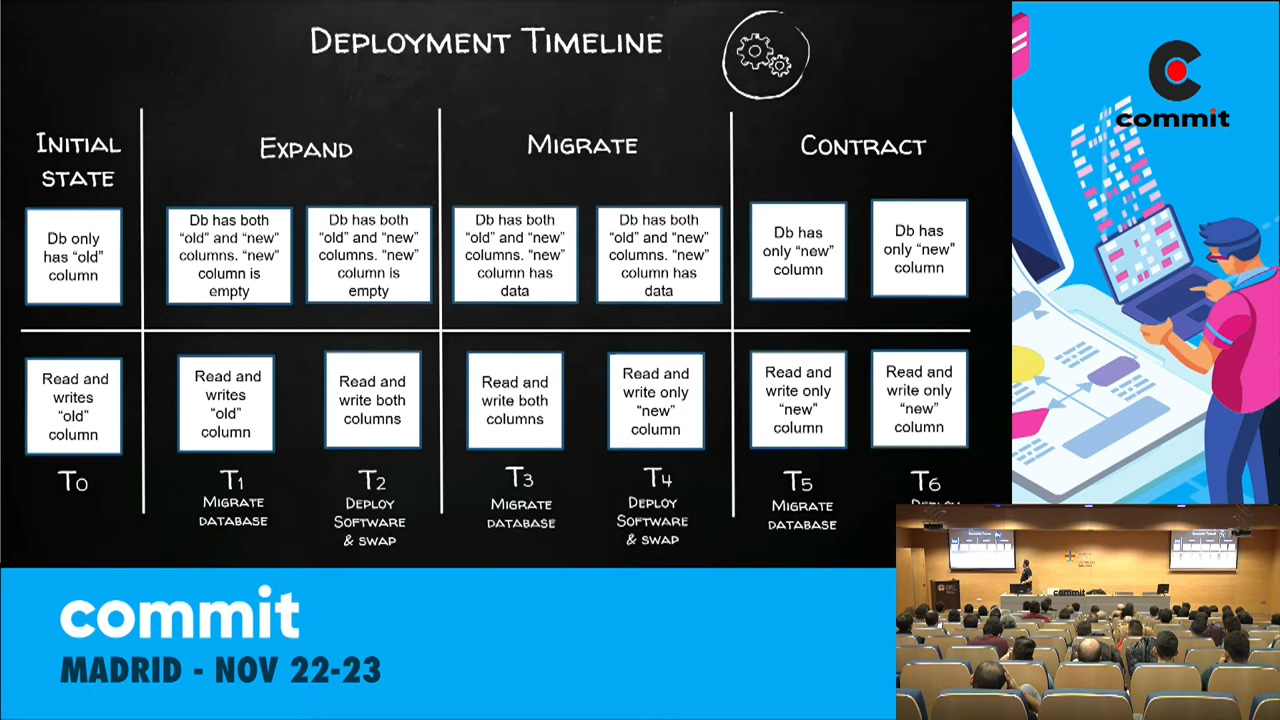 DEPLOYMENT TIMELINE
commit
INITIAL
STATE
EXPAND
MIGRATE
CONTRACT
Db only
has “old”
column
Db has both
“old” and “new”
columns. “new”
column is
empty
Db has both
“old” and “new”
columns. “new”
column is
empty
Db has both
“old” and “new”
columns. “new”
column has
data
Db has both
“old” and “new”
columns. “new”
column has
data
Db has
only “new”
column
Db has
only “new”
column
Read and
writes
“old”
column
Read and
writes
“old”
column
Read and
write both
columns
Read and
write both
columns
Read and
write only
“new”
column
Read and
write only
“new”
column
Read and
write only
“new”
column
T0
T1
MIGRATE
DATABASE
T2
DEPLOY
SOFTWARE
& SWAP
T3
MIGRATE
DATABASE
T4
DEPLOY
SOFTWARE
& SWAP
T5
MIGRATE
DATABASE
T6
commit
MADRID - NOV 22-23